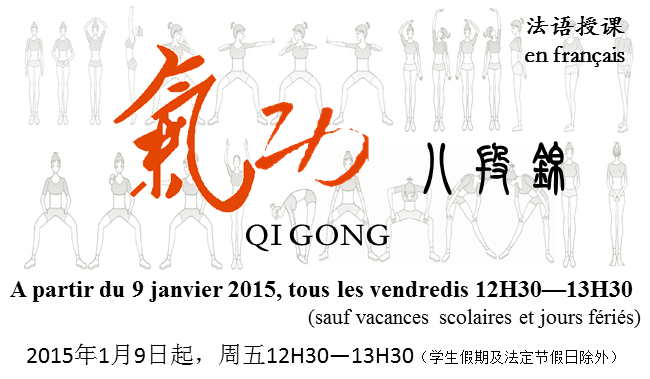 法语授课
en français
氣功
八段錦
QI GONG
A partir du 9 janvier 2015, tous les vendredis 12H30—13H30
(sauf vacances scolaires et jours fériés)
2015年1月9日起，周五12H30—13H30（学生假期及法定节假日除外）